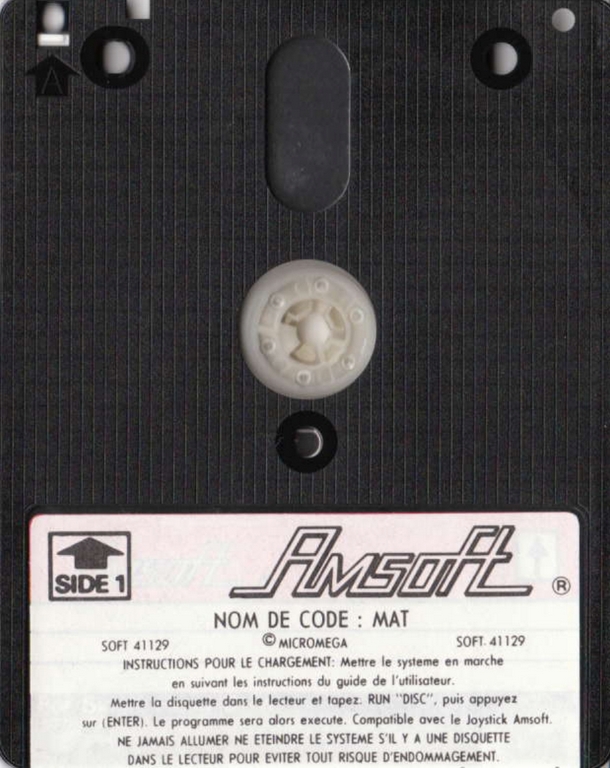 A
SIDE 1
Amsoft ®
NOM DE CODE : MAT
SOFT 41129 © MICROMEGA SOFT. 41129
INSTRUCTIONS POUR LE CHARGEMENT: Mettre le systeme en marche
en suivant les instructions du guide de l'utilisateur.
Mettre la disquette dans le lecteur et tapez: RUN "DISC", puis appuyez
sur (ENTER). Le programme sera alors execute. Compatible avec le Joystick Amsoft.
NE JAMAIS ALLUMER NE ETEINDRE LE SYSTEME S'IL Y A UNE DISQUETTE
DANS LE LECTEUR POUR EVITER TOUT RISQUE D'ENDOMMAGEMENT.